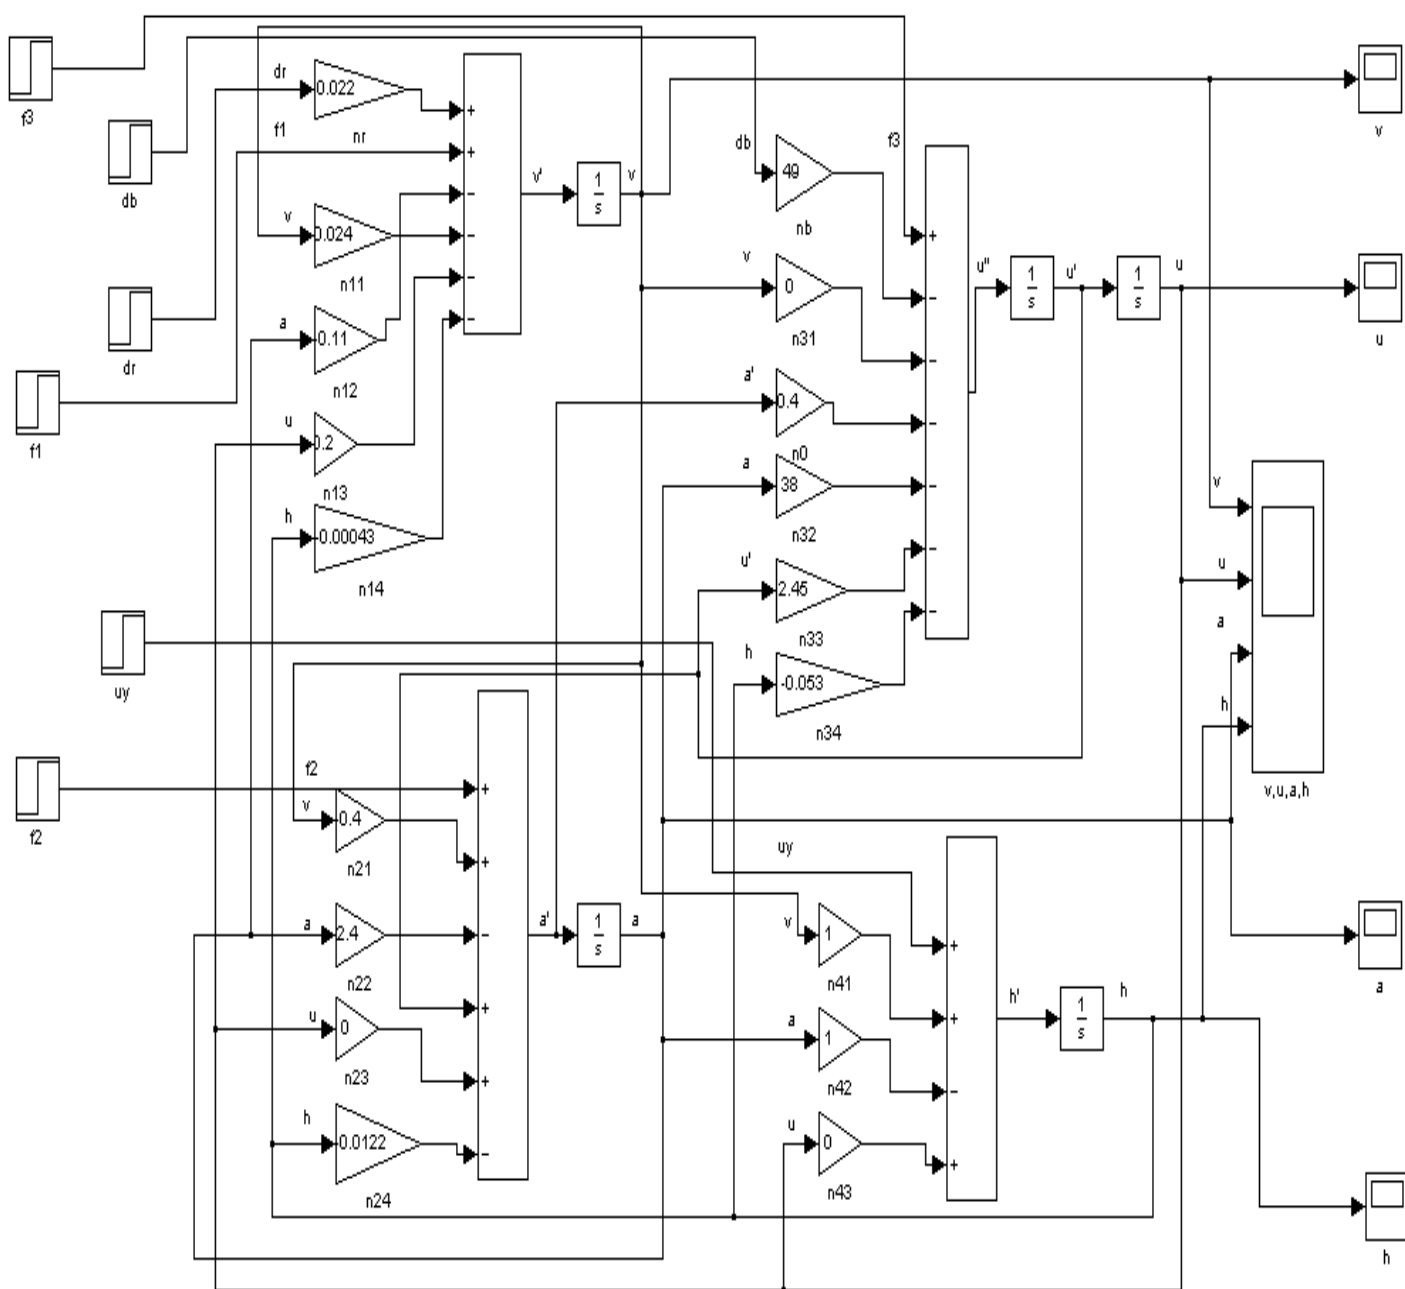 f3
db
dr
f1
uy
f2
dr
0.022
nr
f1
v
0.024
n11
a
0.11
n12
u
0.2
n13
h
-0.00043
n14
+
+
-
-
-
-
v'
1
s
v
db
49
nb
f3
v
0
n31
a'
0.4
n0
a
38
n32
u'
2.45
n33
h
-0.053
n34
+
-
-
-
-
-
-
u''
1
s
u'
1
s
u
v
u
v
u
a
h
v,u,a,h
f2
v
0.4
n21
a
2.4
n22
u
0
n23
h
0.0122
n24
+
+
-
+
+
-
a'
1
s
a
uy
v
1
n41
a
1
n42
u
0
n43
+
+
-
+
h'
1
s
h
a
h